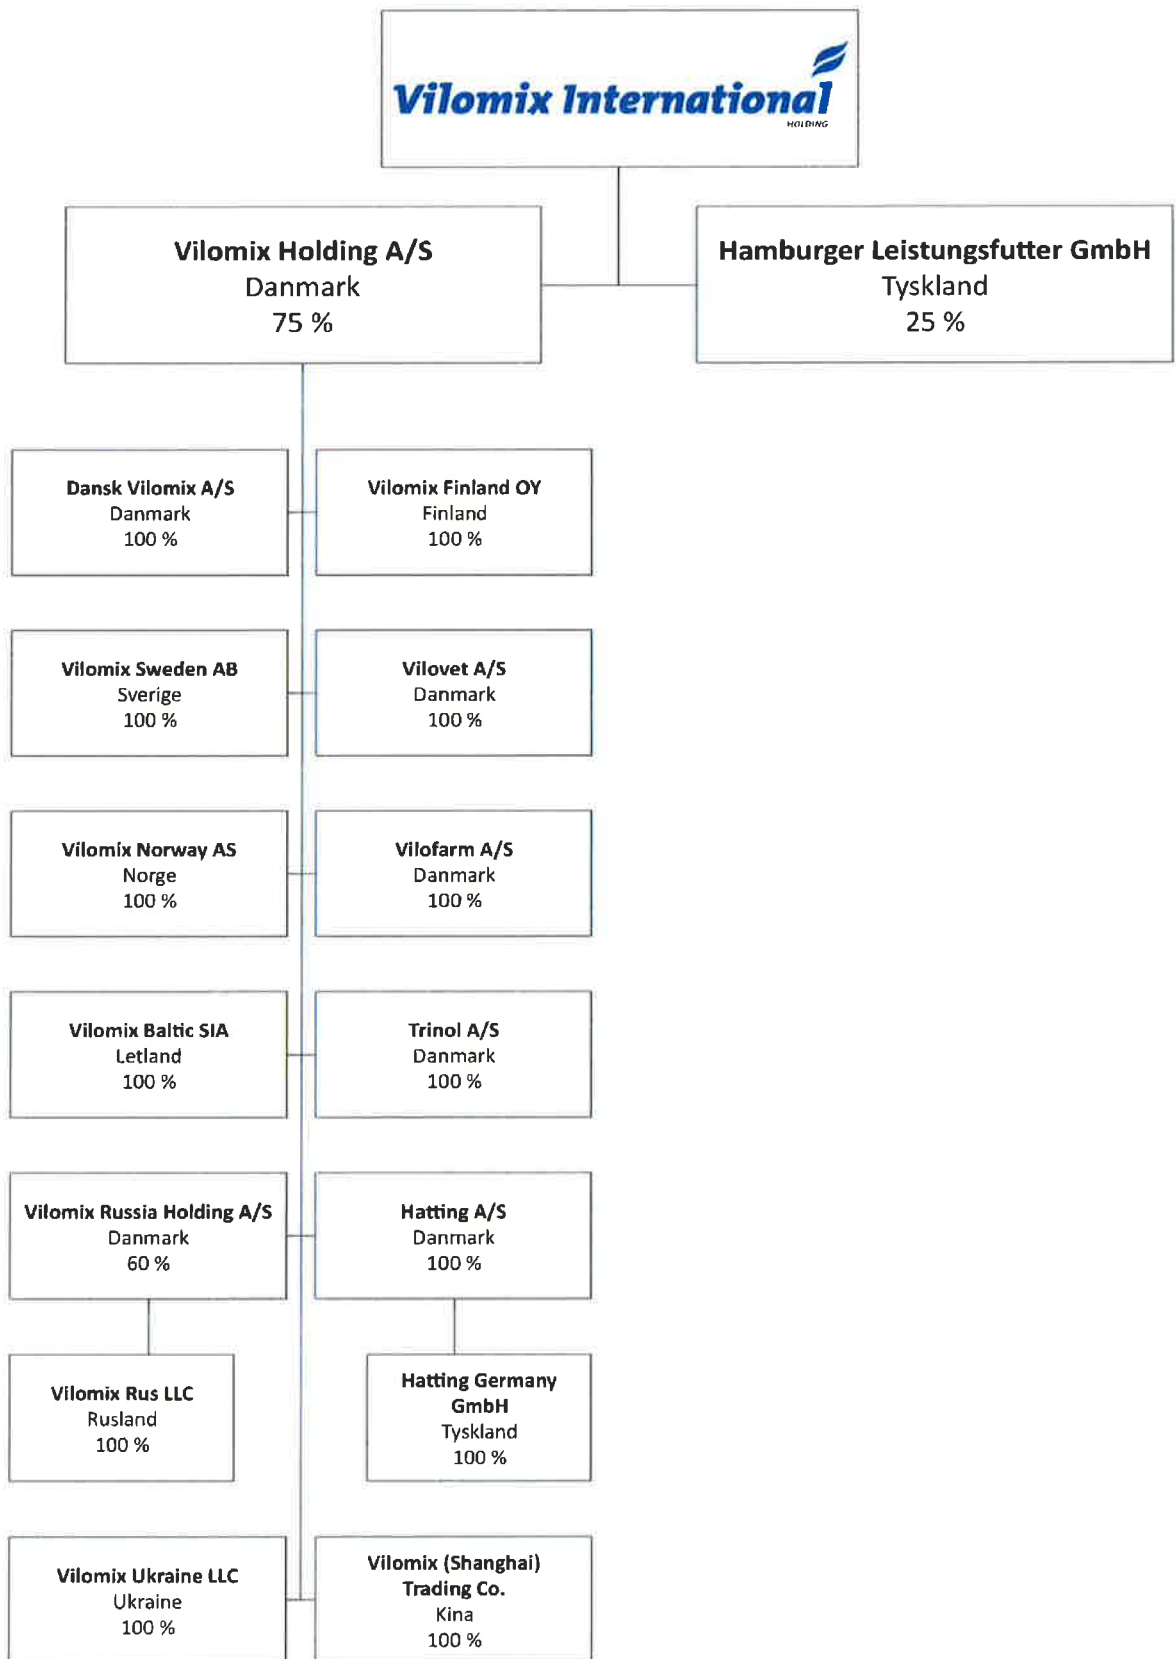 Vilomix International
HOLDING
Vilomix Holding A/S
Danmark
75 %
Hamburger Leistungsfutter GmbH
Tyskland
25 %
Dansk Vilomix A/S
Danmark
100 %
Vilomix Finland OY
Finland
100 %
Vilomix Sweden AB
Sverige
100 %
Vilovet A/S
Danmark
100 %
Vilomix Norway AS
Norge
100 %
Vilofarm A/S
Danmark
100 %
Vilomix Baltic SIA
Letland
100 %
Trinol A/S
Danmark
100 %
Vilomix Russia Holding A/S
Danmark
60 %
Hatting A/S
Danmark
100 %
Vilomix Rus LLC
Rusland
100 %
Hatting Germany
GmbH
Tyskland
100 %
Vilomix Ukraine LLC
Ukraine
100 %
Vilomix (Shanghai)
Trading Co.
Kina
100 %